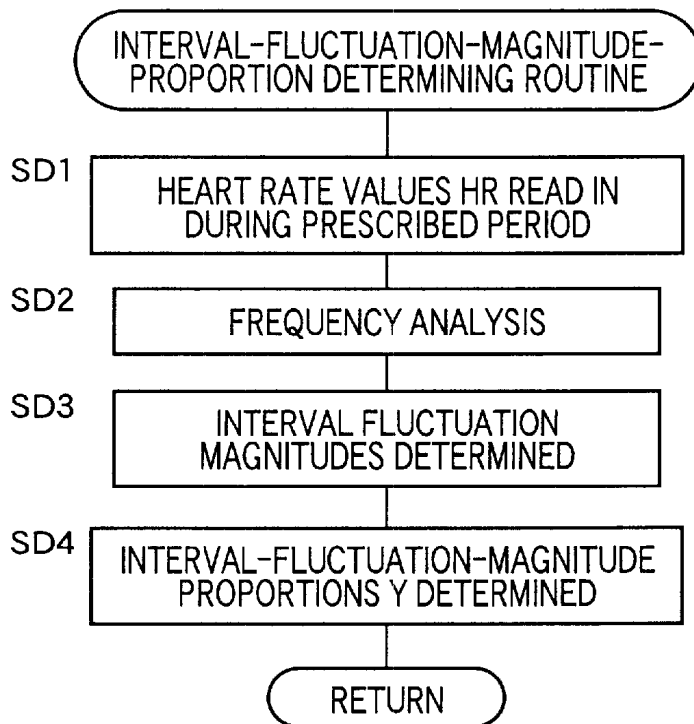 INTERVAL-FLUCTUATION-MAGNITUDE-
PROPORTION DETERMINING ROUTINE
SD1
HEART RATE VALUES HR READ IN
DURING PRESCRIBED PERIOD
SD2
FREQUENCY ANALYSIS
SD3
INTERVAL FLUCTUATION
MAGNITUDES DETERMINED
SD4
INTERVAL-FLUCTUATION-MAGNITUDE
PROPORTIONS Y DETERMINED
RETURN